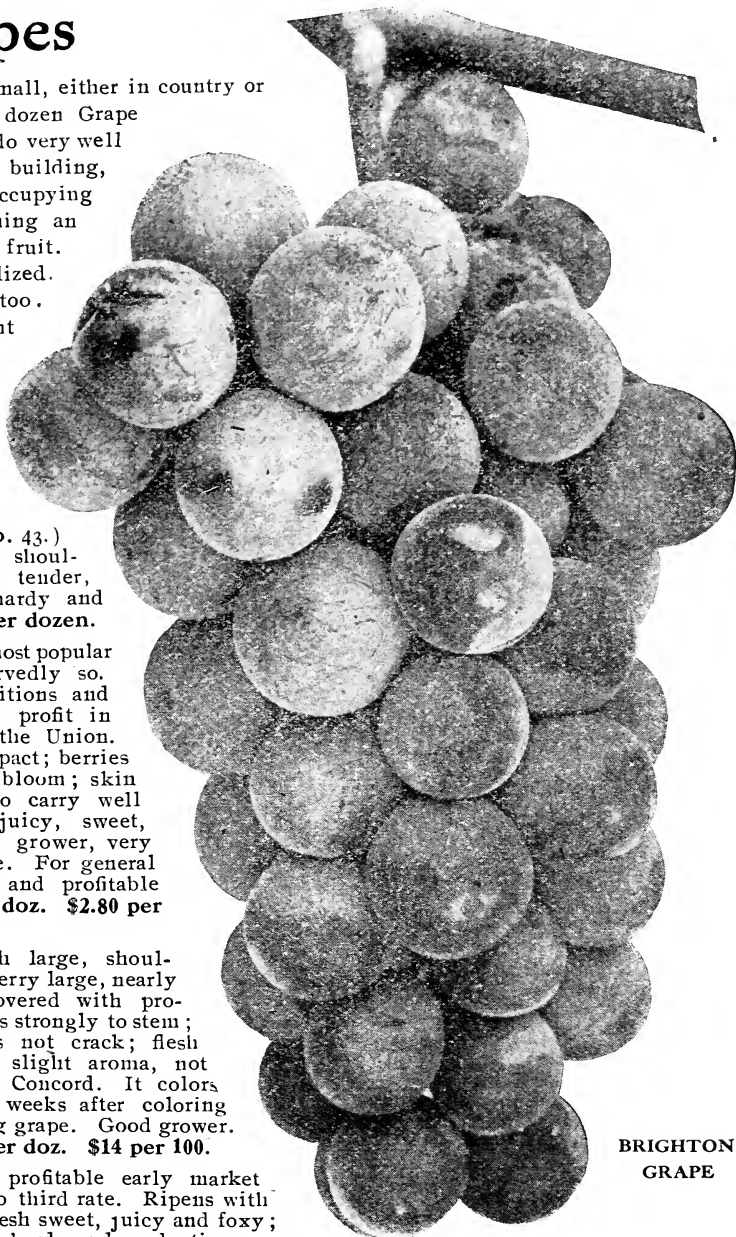 pes
mall, either in country or
dozen Grape
do very well
building,
ccupying
ing an
fruit.
lized.
too.
nt
o. 43.)
shoul-
tender,
hardy and
er dozen.
most popular
rvedly so.
itions and
profit in
the Union.
pact; berries
bloom; skin
o carry well
juicy, sweet,
grower, very
e. For general
and profitable
doz. $2.80 per
h large, shoul-
erry large, nearly
overed with pro-
s strongly to stem;
s not crack; flesh
slight aroma, not
Concord. It colors
weeks after coloring
g grape. Good grower.
er doz. $14 per 100.
profitable early market
o third rate. Ripens with
esh sweet, juicy and foxy;
BRIGHTON
GRAPE